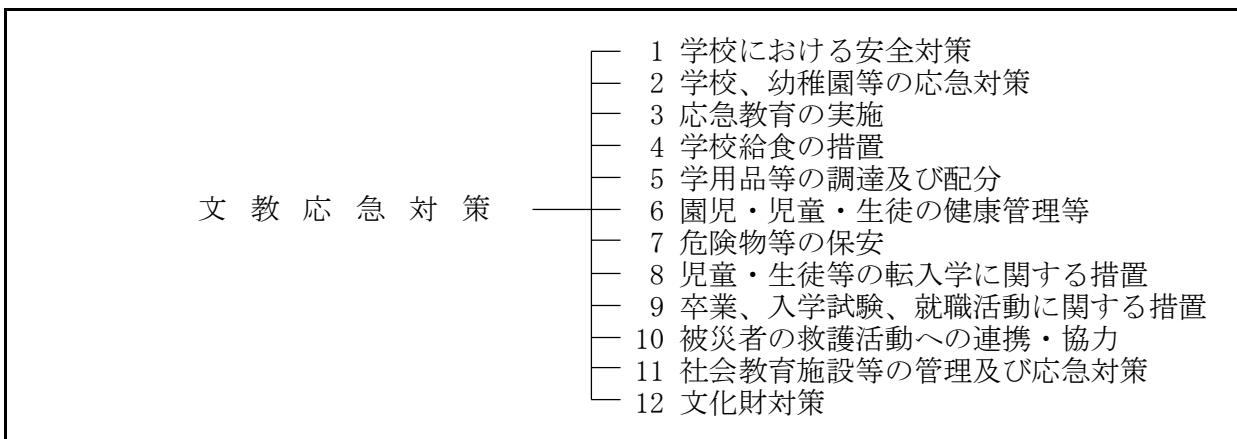 1 学校における安全対策
2 学校、幼稚園等の応急対策
3 応急教育の実施
4 学校給食の措置
5 学用品等の調達及び配分
文教応急対策
6 園児・児童・生徒の健康管理等
7 危険物等の保安
8 児童・生徒等の転入学に関する措置
9 卒業、入学試験、就職活動に関する措置
10 被災者の救護活動への連携・協力
11 社会教育施設等の管理及び応急対策
12 文化財対策